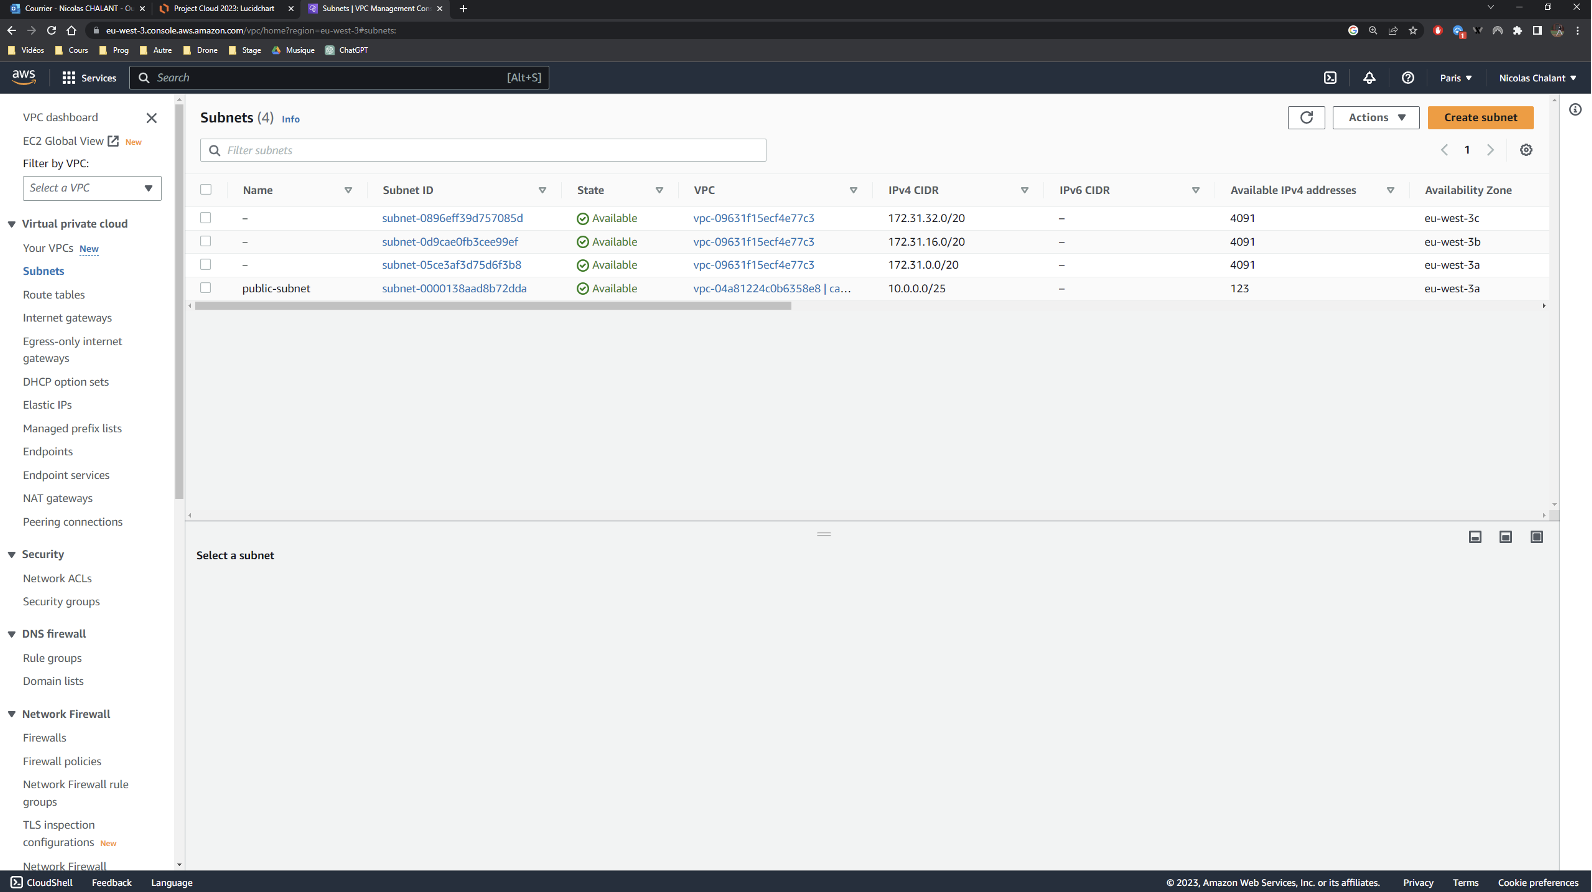 Courrier - Nicolas CHALANT - Ou
Project Cloud 2023: Lucidchart
Subnets | VPC Management Con
eu-west-3.console.aws.amazon.com/vpc/home?region=eu-west-3#subnets:
Vidéos Cours Prog Autre Drone Stage Musique ChatGPT
aws Services Search [Alt+S] Paris Nicolas Chalant
VPC dashboard
EC2 Global View New
Filter by VPC:
Select a VPC
Virtual private cloud
Your VPCs New
Subnets
Route tables
Internet gateways
Egress-only internet
gateways
DHCP option sets
Elastic IPs
Managed prefix lists
Endpoints
Endpoint services
NAT gateways
Peering connections
Security
Network ACLs
Security groups
DNS firewall
Rule groups
Domain lists
Network Firewall
Firewalls
Firewall policies
Network Firewall rule
groups
TLS inspection
configurations New
Network Firewall
Subnets (4) Info
Actions Create subnet
Filter subnets
1
Name Subnet ID State VPC IPv4 CIDR IPv6 CIDR Available IPv4 addresses Availability Zone
– subnet-0896eff39d757085d Available vpc-09631f15ecf4e77c3 172.31.32.0/20 – 4091 eu-west-3c
– subnet-0d9cae0fb3cee99ef Available vpc-09631f15ecf4e77c3 172.31.16.0/20 – 4091 eu-west-3b
– subnet-05ce3af3d75d6f3b8 Available vpc-09631f15ecf4e77c3 172.31.0.0/20 – 4091 eu-west-3a
public-subnet subnet-0000138aad8b72dda Available vpc-04a81224c0b6358e8 | ca... 10.0.0.0/25 – 123 eu-west-3a
Select a subnet
CloudShell Feedback Language © 2023, Amazon Web Services, Inc. or its affiliates. Privacy Terms Cookie preferences